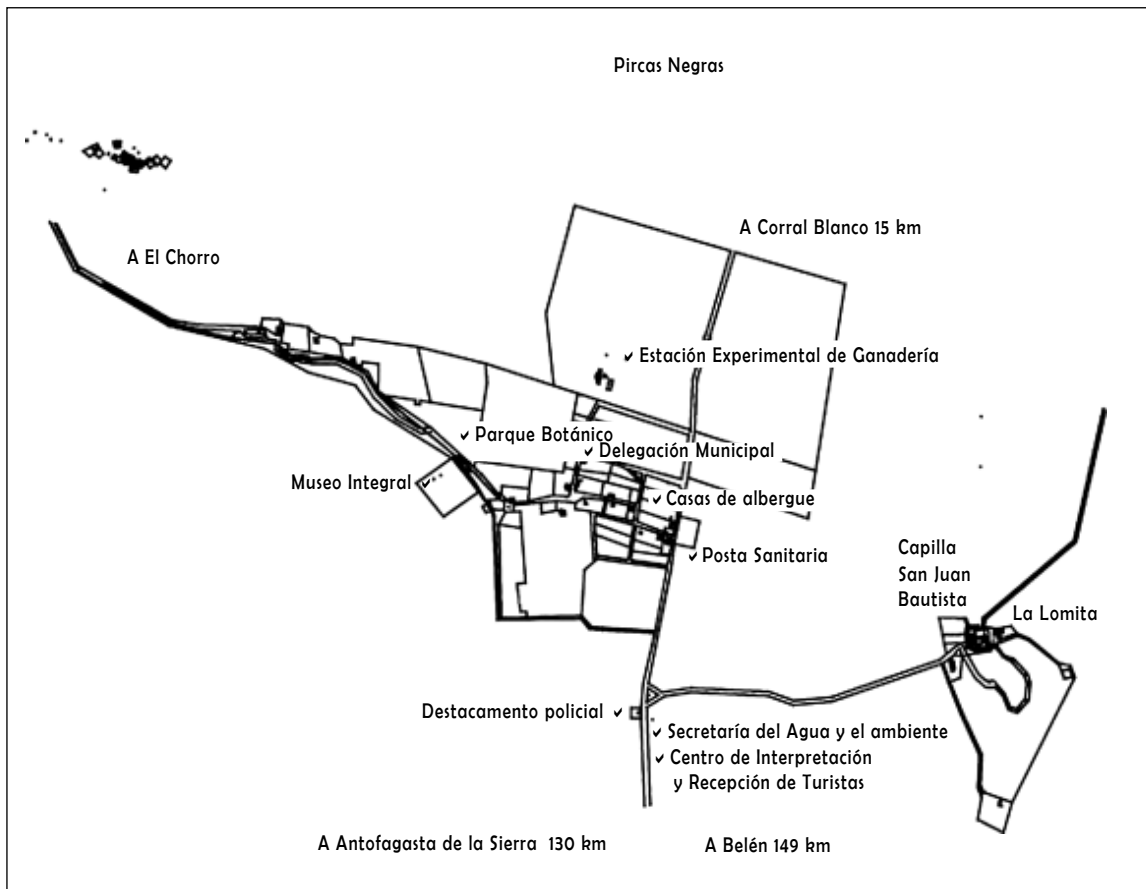 Pircas Negras
A Corral Blanco 15 km
A El Chorro
Estación Experimental de Ganadería
Parque Botánico
Delegación Municipal
Museo Integral
Casas de albergue
Posta Sanitaria
Capilla
San Juan
Bautista
La Lomita
Destacamento policial
Secretaría del Agua y el ambiente
Centro de Interpretación
y Recepción de Turistas
A Antofagasta de la Sierra 130 km
A Belén 149 km